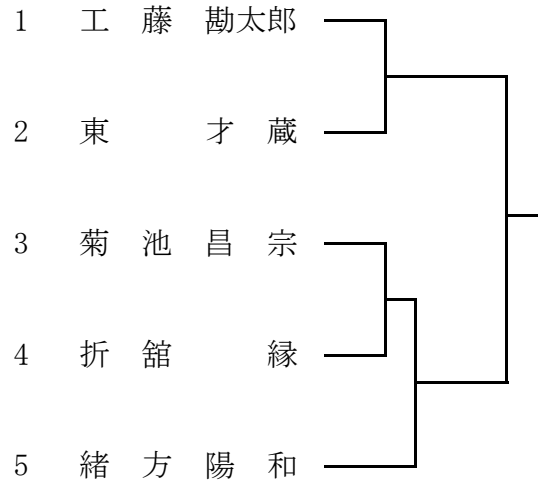 1 工藤 勘太郎
2 東 才蔵
3 菊池 昌宗
4 折舘 縁
5 緒方 陽和